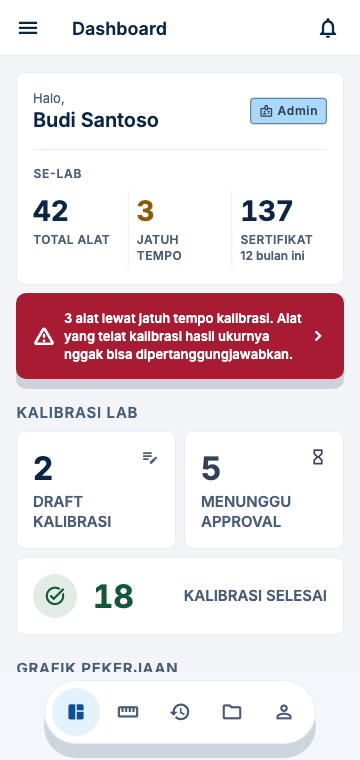 Dashboard
Halo,
Budi Santoso
Admin
SE-LAB
42
TOTAL ALAT
3
JATUH
TEMPO
137
SERTIFIKAT
12 bulan ini
3 alat lewat jatuh tempo kalibrasi. Alat
yang telat kalibrasi hasil ukurnya
nggak bisa dipertanggungjawabkan.
KALIBRASI LAB
2
DRAFT
KALIBRASI
5
MENUNGGU
APPROVAL
18
KALIBRASI SELESAI
GRAFIK PEKERJAAN